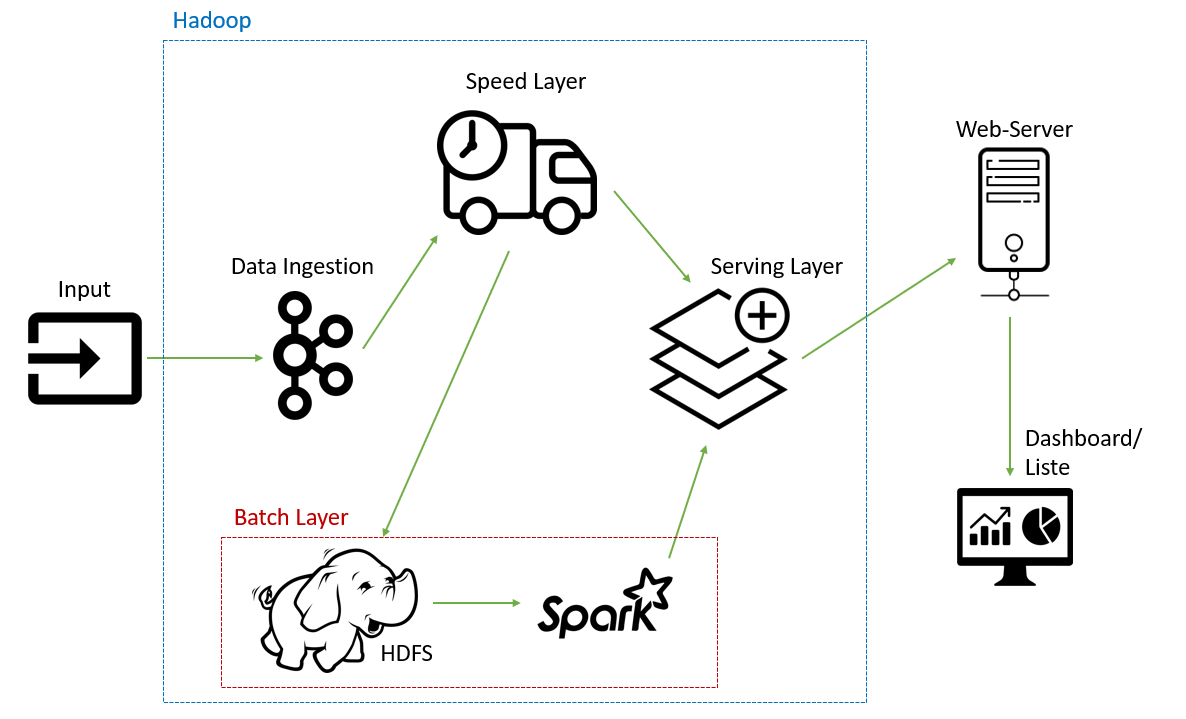 Hadoop
Speed Layer
Web-Server
Data Ingestion
Serving Layer
Input
Dashboard/
Liste
Batch Layer
Spark
HDFS